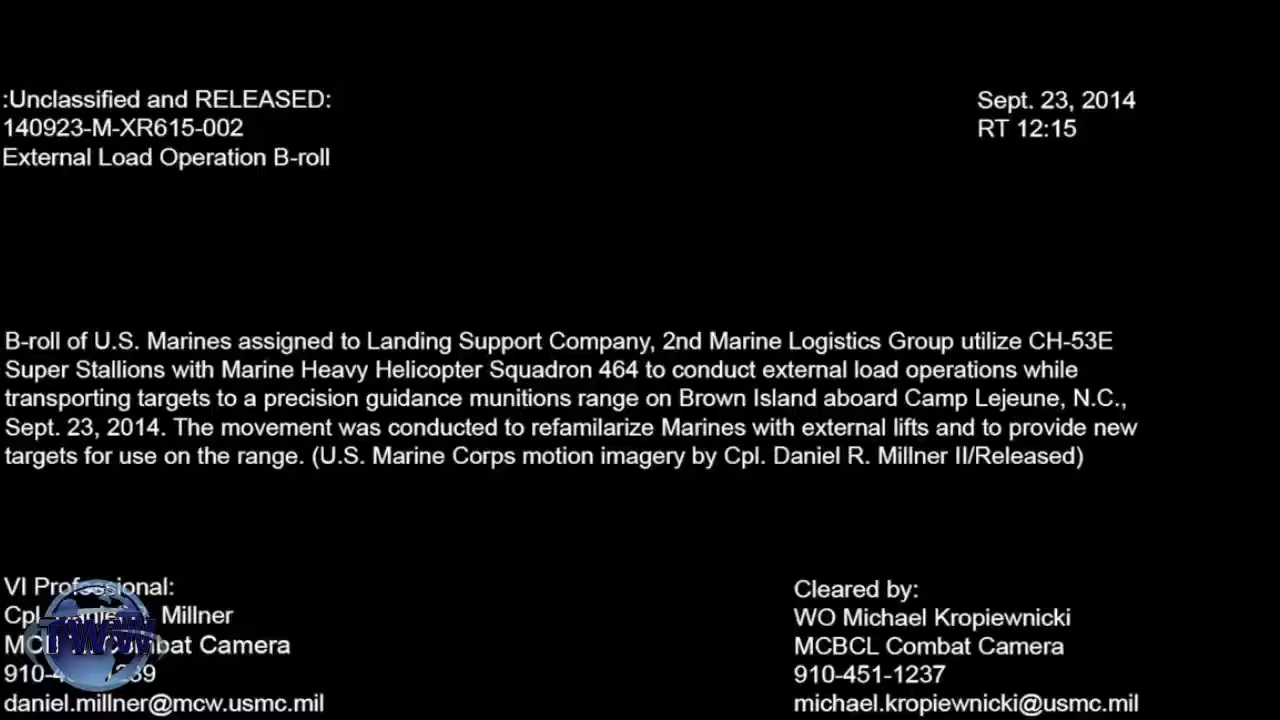 :Unclassified and RELEASED:
140923-M-XR615-002
External Load Operation B-roll
Sept. 23, 2014
RT 12:15
B-roll of U.S. Marines assigned to Landing Support Company, 2nd Marine Logistics Group utilize CH-53E
Super Stallions with Marine Heavy Helicopter Squadron 464 to conduct external load operations while
transporting targets to a precision guidance munitions range on Brown Island aboard Camp Lejeune, N.C.,
Sept. 23, 2014. The movement was conducted to refamilarize Marines with external lifts and to provide new
targets for use on the range. (U.S. Marine Corps motion imagery by Cpl. Daniel R. Millner II/Released)
VI Professional:
Cpl. Daniel Millner
Combat Camera
daniel.millner@mcw.usmc.mil
Cleared by:
WO Michael Kropiewnicki
MCBCL Combat Camera
910-451-1237
michael.kropiewnicki@usmc.mil